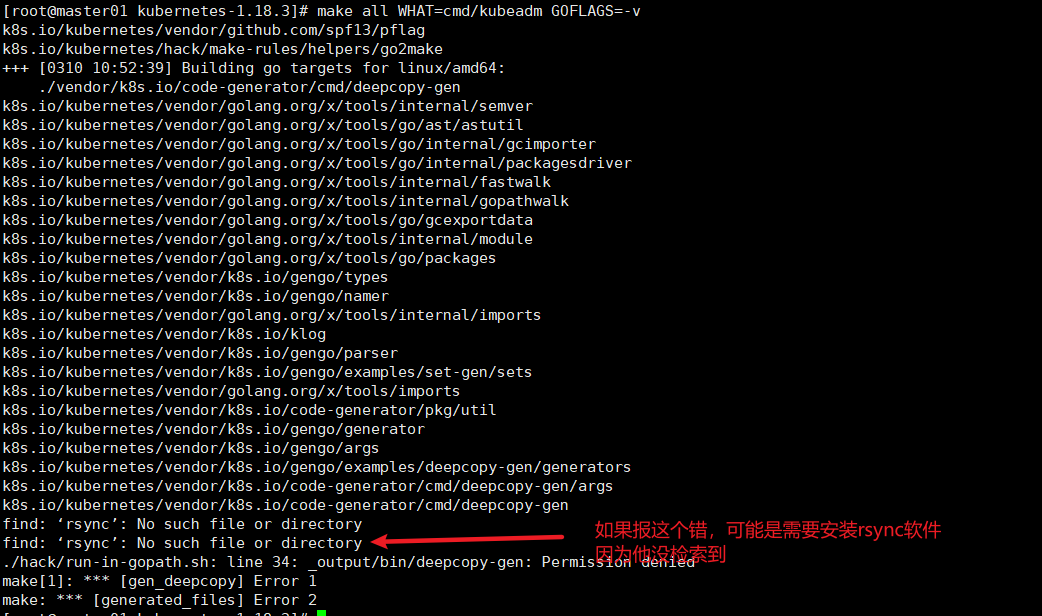 [root@master01 kubernetes-1.18.3]# make all WHAT=cmd/kubeadm GOFLAGS=-v
k8s.io/kubernetes/vendor/github.com/spf13/pflag
k8s.io/kubernetes/hack/make-rules/helpers/go2make
+++ [0310 10:52:39] Building go targets for linux/amd64:
    ./vendor/k8s.io/code-generator/cmd/deepcopy-gen
k8s.io/kubernetes/vendor/golang.org/x/tools/internal/semver
k8s.io/kubernetes/vendor/golang.org/x/tools/go/ast/astutil
k8s.io/kubernetes/vendor/golang.org/x/tools/go/internal/gcimporter
k8s.io/kubernetes/vendor/golang.org/x/tools/go/internal/packagesdriver
k8s.io/kubernetes/vendor/golang.org/x/tools/internal/fastwalk
k8s.io/kubernetes/vendor/golang.org/x/tools/internal/gopathwalk
k8s.io/kubernetes/vendor/golang.org/x/tools/go/gcexportdata
k8s.io/kubernetes/vendor/golang.org/x/tools/internal/module
k8s.io/kubernetes/vendor/golang.org/x/tools/go/packages
k8s.io/kubernetes/vendor/k8s.io/gengo/types
k8s.io/kubernetes/vendor/k8s.io/gengo/namer
k8s.io/kubernetes/vendor/golang.org/x/tools/internal/imports
k8s.io/kubernetes/vendor/k8s.io/klog
k8s.io/kubernetes/vendor/k8s.io/gengo/parser
k8s.io/kubernetes/vendor/k8s.io/gengo/examples/set-gen/sets
k8s.io/kubernetes/vendor/golang.org/x/tools/imports
k8s.io/kubernetes/vendor/k8s.io/code-generator/pkg/util
k8s.io/kubernetes/vendor/k8s.io/gengo/generator
k8s.io/kubernetes/vendor/k8s.io/gengo/args
k8s.io/kubernetes/vendor/k8s.io/gengo/examples/deepcopy-gen/generators
k8s.io/kubernetes/vendor/k8s.io/code-generator/cmd/deepcopy-gen/args
k8s.io/kubernetes/vendor/k8s.io/code-generator/cmd/deepcopy-gen
find: ‘rsync’: No such file or directory
find: ‘rsync’: No such file or directory
如果报这个错，可能是需要安装rsync软件
因为他没检索到
./hack/run-in-gopath.sh: line 34: _output/bin/deepcopy-gen: Permission denied
make[1]: *** [gen_deepcopy] Error 1
make: *** [generated_files] Error 2